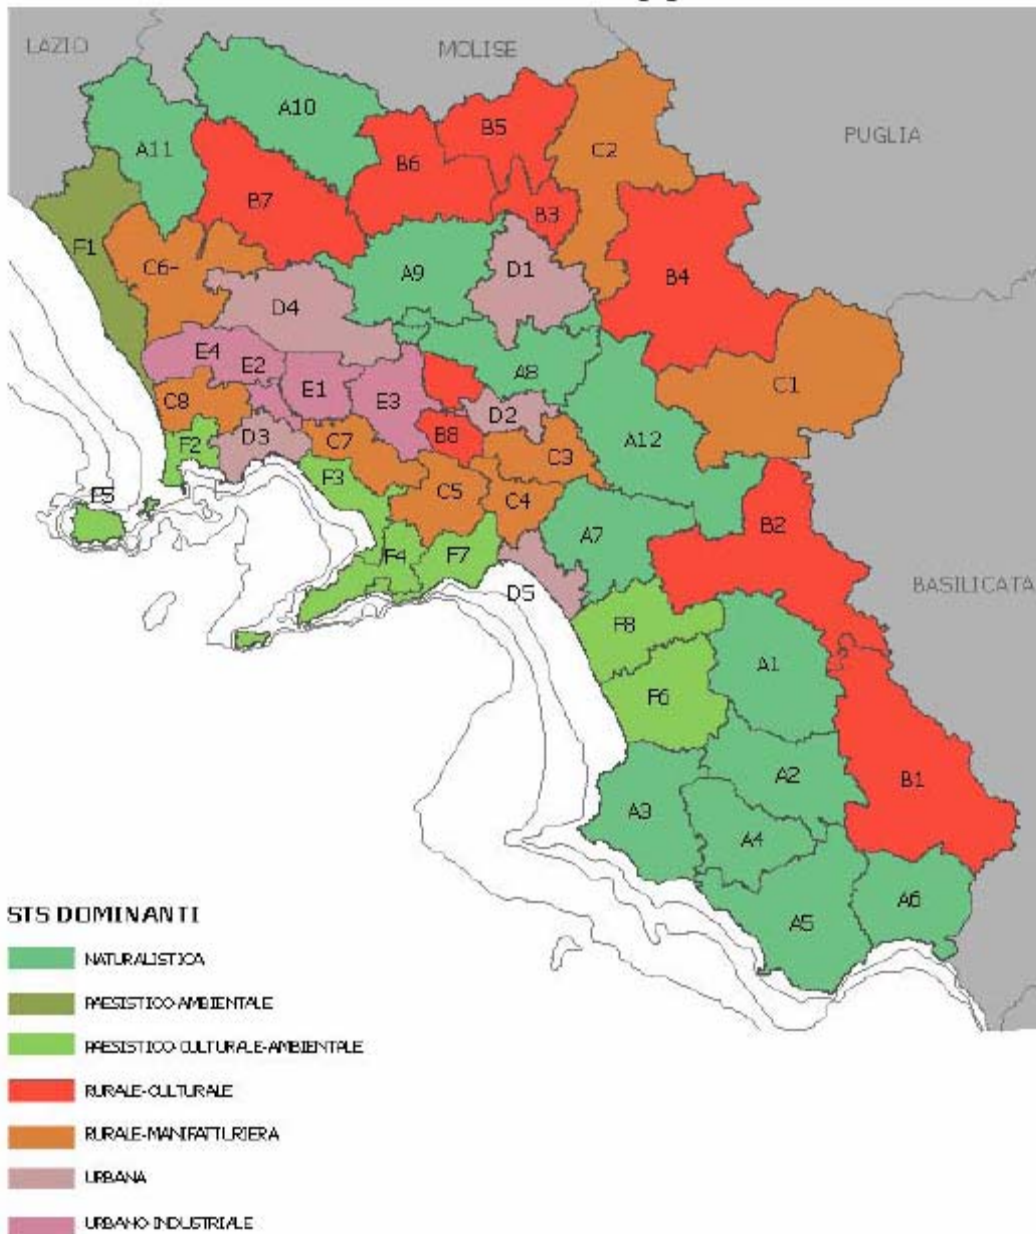 LAZIO
MOLISE
PUGLIA
BASILICATA
A10
A11
B5
B6
C2
B7
B3
F1
C6-
A9
D1
B4
D4
E4
E2
E1
E3
A8
C1
C8
D2
B8
A12
F2
D3
C7
C3
F3
C5
C4
F5
B2
A7
F4
F7
D5
F8
A1
F6
A2
B1
A3
A4
A6
A5
STS DOMINANTI
NATURALISTICA
PAESISTICO-AMBIENTALE
PAESISTICO-CULTURALE-AMBIENTALE
RURALE-CULTURALE
RURALE-MANIFATTURIERA
URBANA
URBANO-INDUSTRIALE